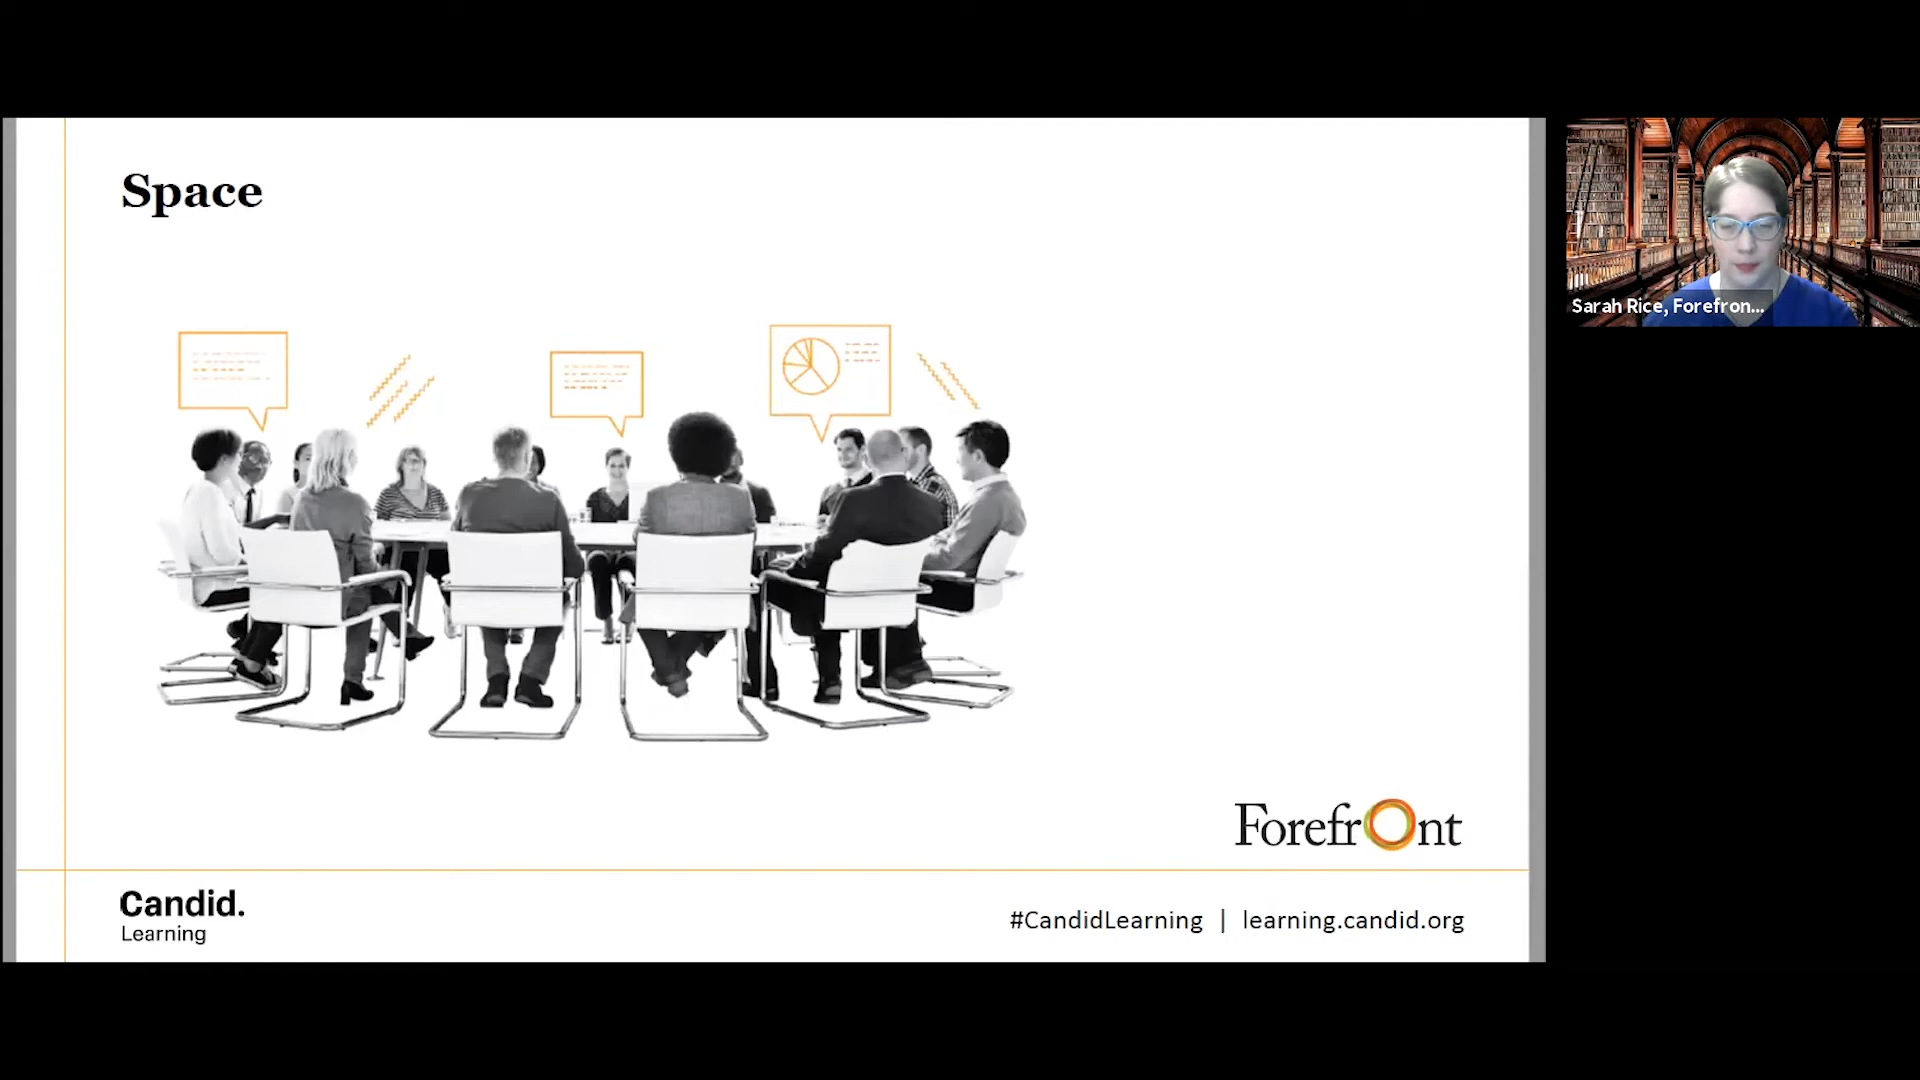 Space
Sarah Rice, Forefron...
Forefront
Candid.
Learning
#CandidLearning | learning.candid.org